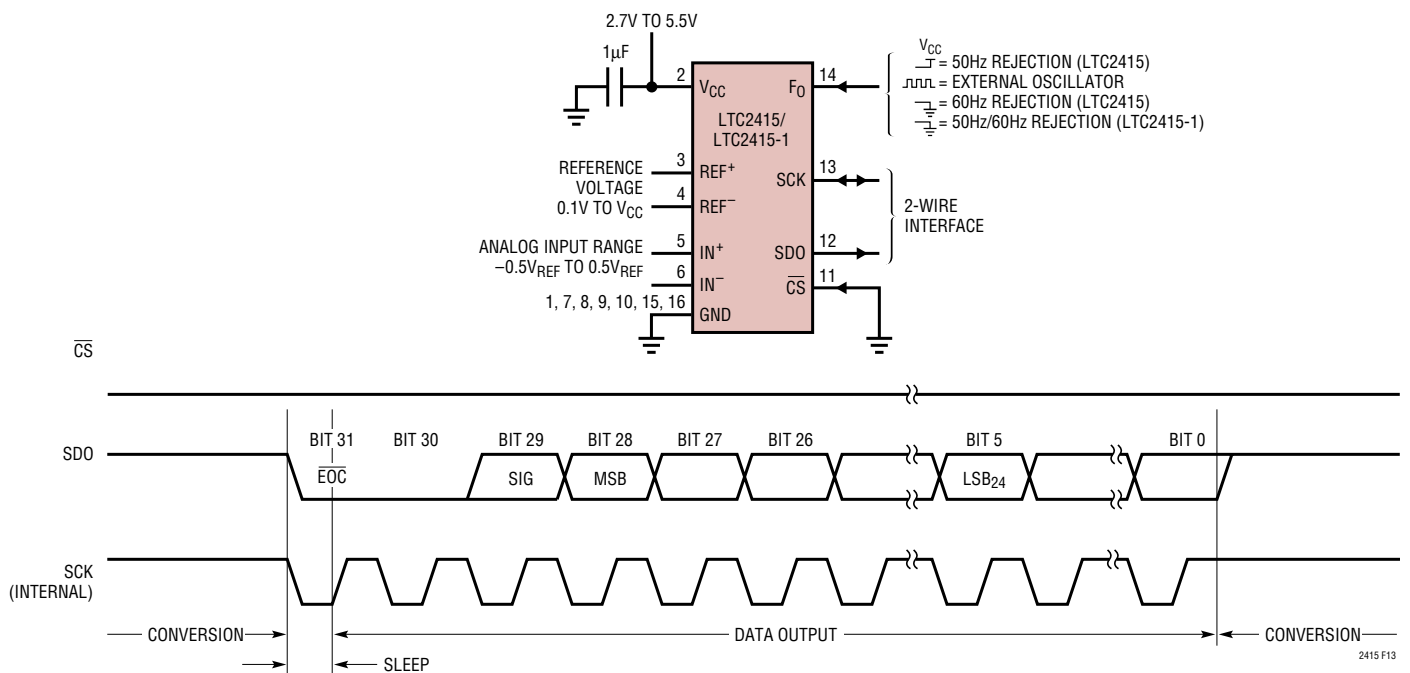 2.7V TO 5.5V
1µF
2
VCC
LTC2415/
LTC2415-1
FO
14
VCC
= 50Hz REJECTION (LTC2415)
= EXTERNAL OSCILLATOR
= 60Hz REJECTION (LTC2415)
= 50Hz/60Hz REJECTION (LTC2415-1)
REFERENCE
VOLTAGE
0.1V TO VCC
3
REF+
4
REF−
SCK
13
2-WIRE
INTERFACE
ANALOG INPUT RANGE
−0.5VREF TO 0.5VREF
5
IN+
6
IN−
SDO
12
CS
11
1, 7, 8, 9, 10, 15, 16
GND
CS
SDO
BIT 31
BIT 30
BIT 29
BIT 28
BIT 27
BIT 26
BIT 5
BIT 0
EOC
SIG
MSB
LSB24
SCK
(INTERNAL)
CONVERSION
DATA OUTPUT
CONVERSION
SLEEP
2415 F13